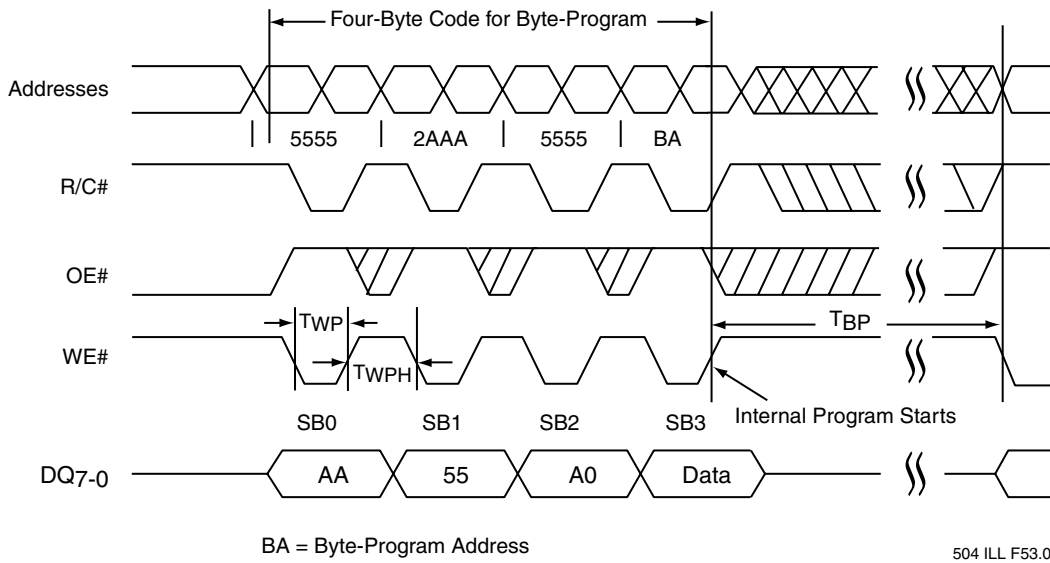 Four-Byte Code for Byte-Program
Addresses
5555 2AAA 5555 BA
R/C#
OE#
TWP
TBP
WE#
TWPH
Internal Program Starts
SB0 SB1 SB2 SB3
DQ7-0
AA 55 A0 Data
BA = Byte-Program Address
504 ILL F53.0